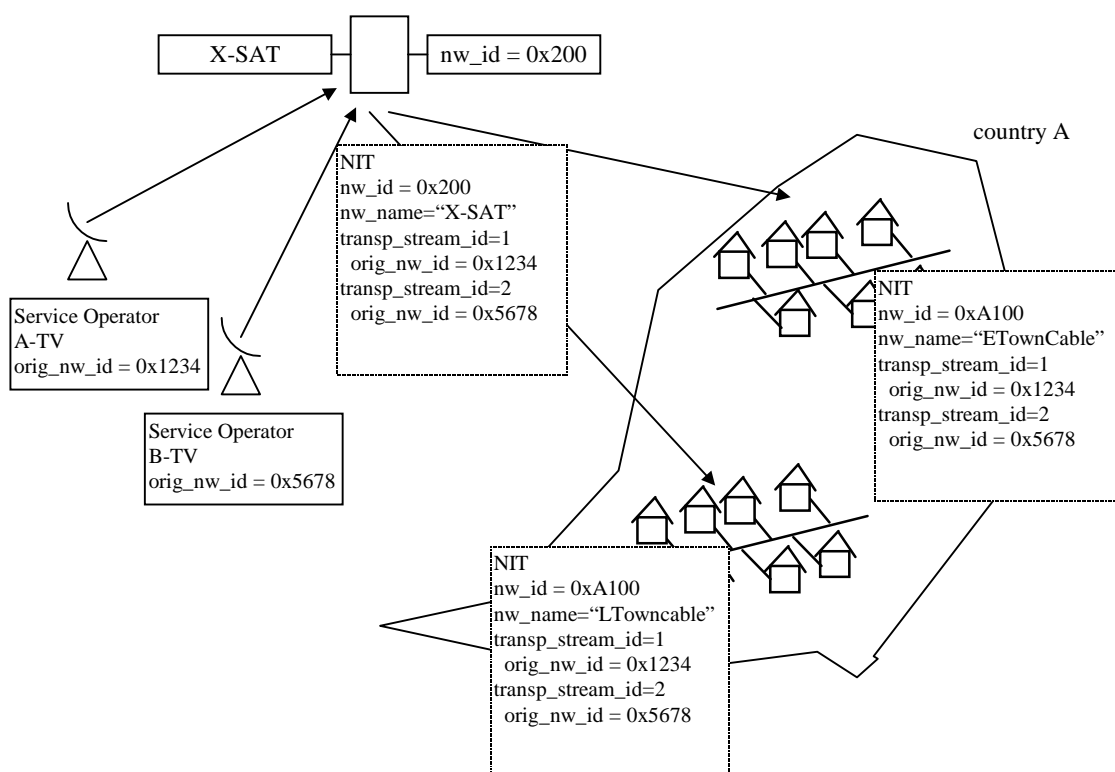 X-SAT
nw_id = 0x200
country A
NIT
nw_id = 0x200
nw_name=“X-SAT”
transp_stream_id=1
orig_nw_id = 0x1234
transp_stream_id=2
orig_nw_id = 0x5678
Service Operator
A-TV
orig_nw_id = 0x1234
Service Operator
B-TV
orig_nw_id = 0x5678
NIT
nw_id = 0xA100
nw_name=“ETownCable”
transp_stream_id=1
orig_nw_id = 0x1234
transp_stream_id=2
orig_nw_id = 0x5678
NIT
nw_id = 0xA100
nw_name=“LTowncable”
transp_stream_id=1
orig_nw_id = 0x1234
transp_stream_id=2
orig_nw_id = 0x5678